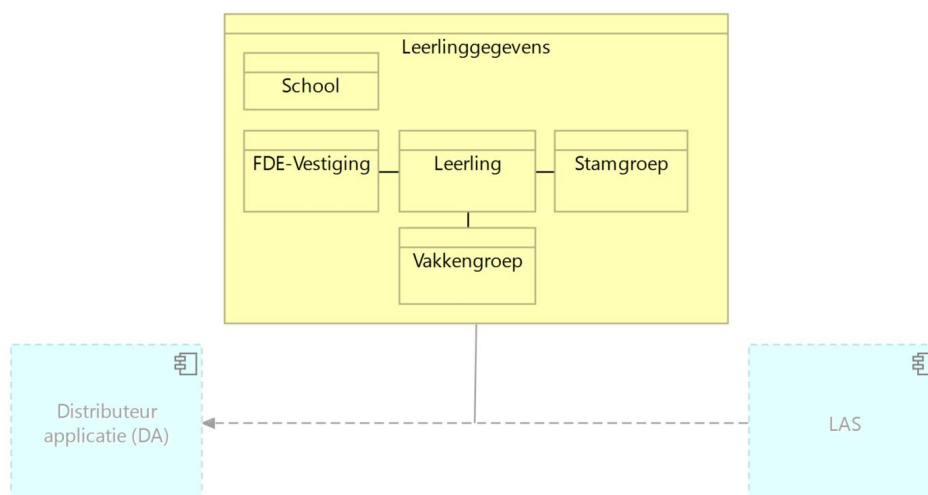 Leerlinggegevens
School
FDE-Vestiging
Leerling
Stamgroep
Vakkengroep
Distributeur
applicatie (DA)
LAS